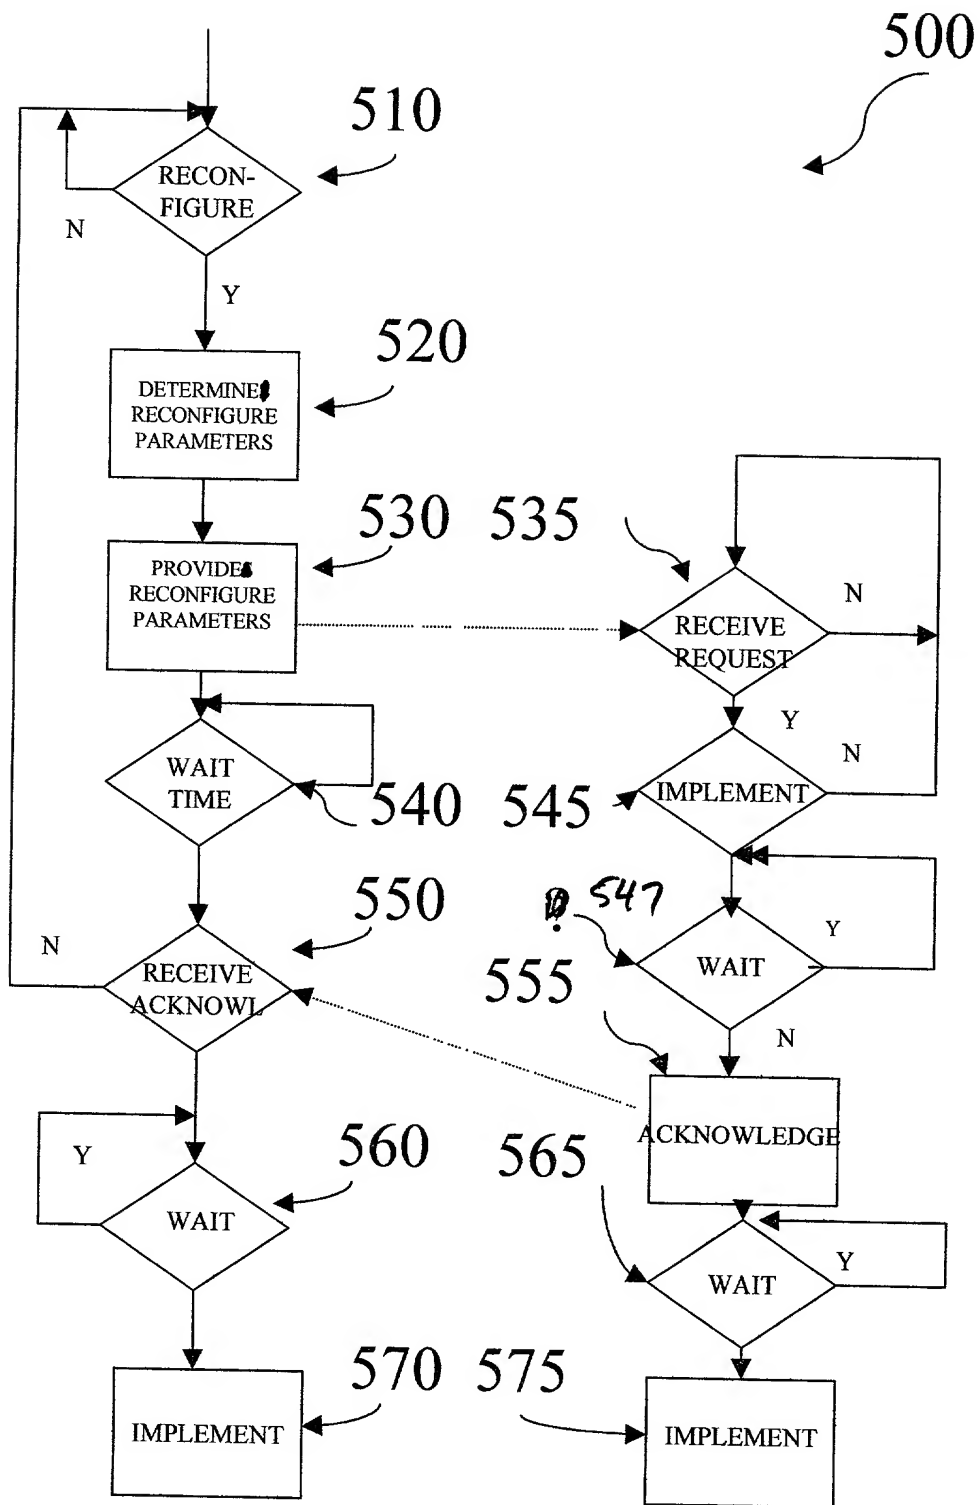 500
510
RECON-
FIGURE
N
Y
520
DETERMINE
RECONFIGURE
PARAMETERS
530
535
PROVIDE
RECONFIGURE
PARAMETERS
N
RECEIVE
REQUEST
Y
WAIT
TIME
540
545
IMPLEMENT
N
550
547
N
RECEIVE
ACKNOWL
WAIT
Y
555
N
ACKNOWLEDGE
Y
560
565
WAIT
WAIT
Y
570
575
IMPLEMENT
IMPLEMENT